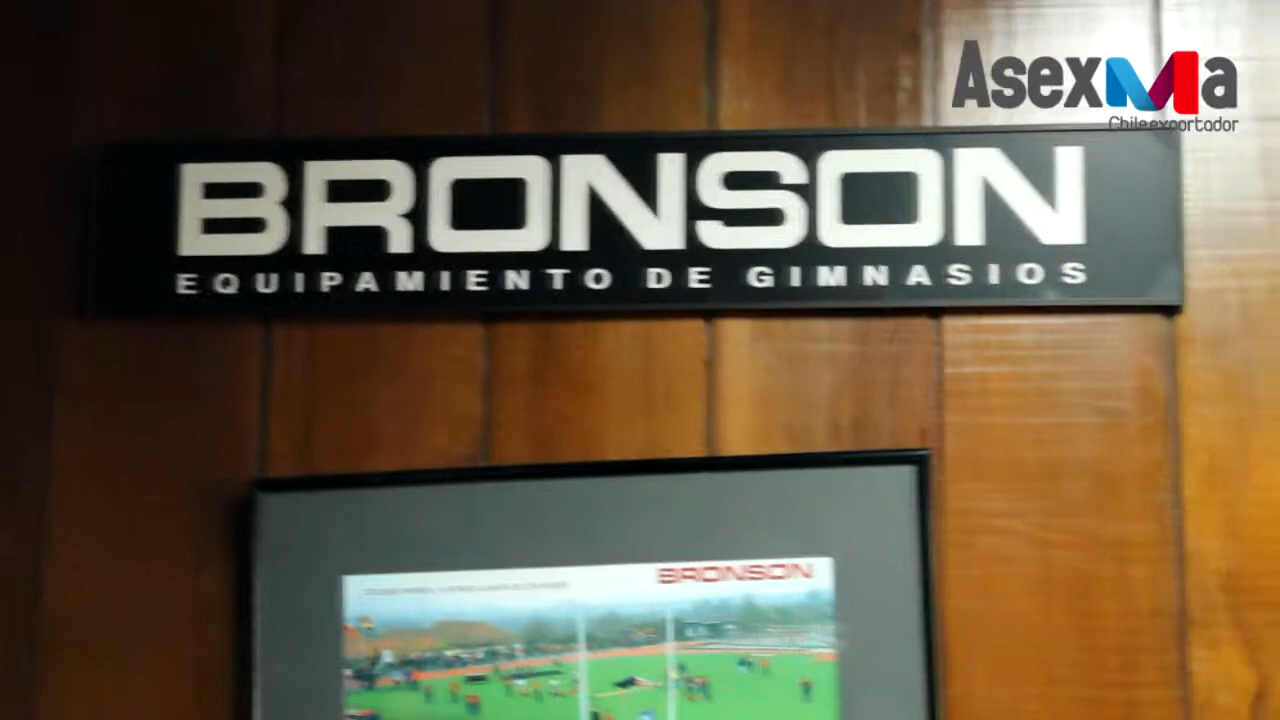 Asexma
Chileexportador
BRONSON
EQUIPAMIENTO DE GIMNASIOS
BRONSON